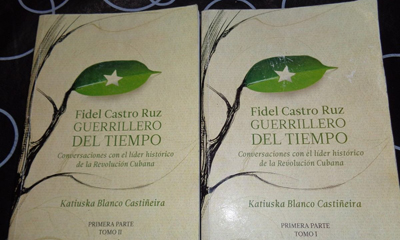 Fidel Castro Ruz
GUERRILLERO
DEL TIEMPO
Conversaciones con el líder histórico
de la Revolución Cubana
Katiuska Blanco Castiñeira
PRIMERA PARTE
TOMO II
Fidel Castro Ruz
GUERRILLERO
DEL TIEMPO
Conversaciones con el líder histórico
de la Revolución Cubana
Katiuska Blanco Castiñeira
PRIMERA PARTE
TOMO I